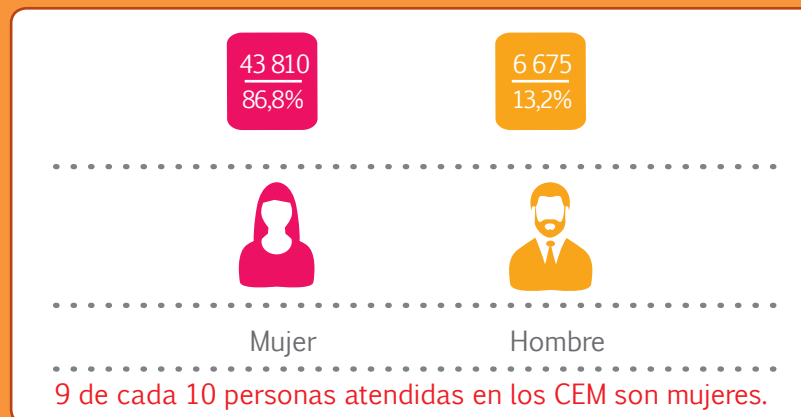 43 810
86,8%
6 675
13,2%
Mujer
Hombre
9 de cada 10 personas atendidas en los CEM son mujeres.